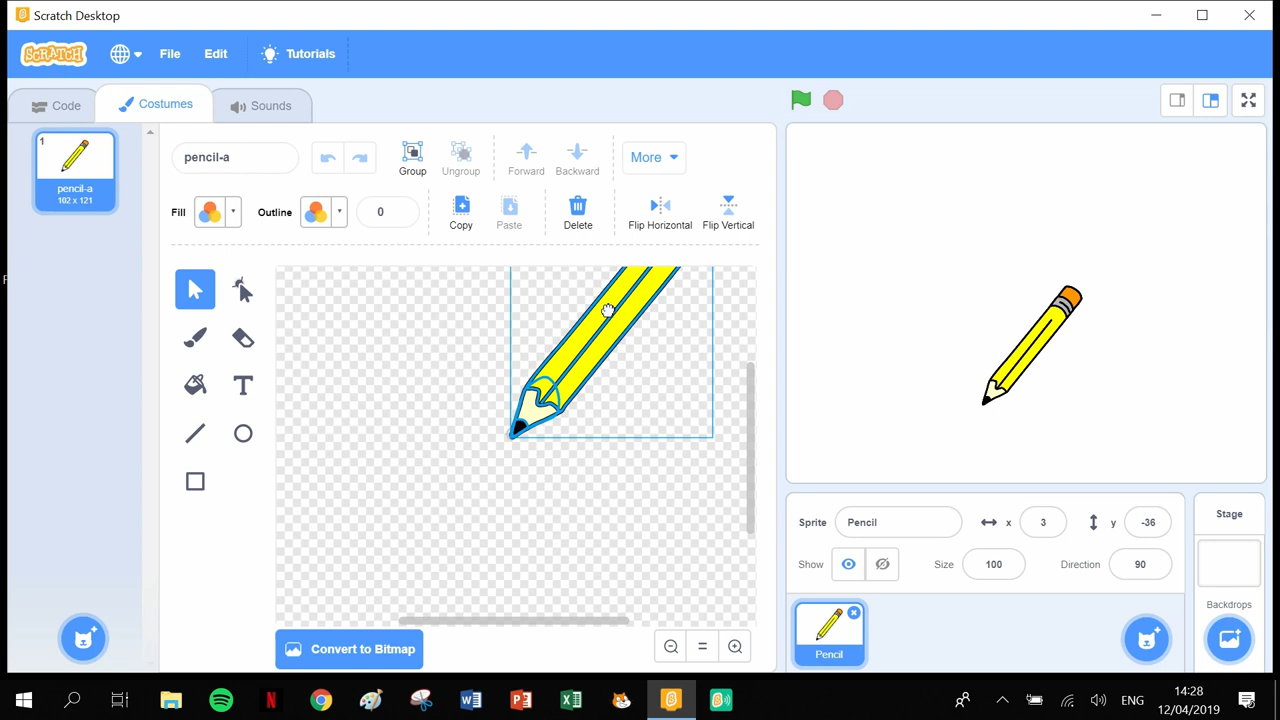 Scratch Desktop
SCRATCH File Edit Tutorials
Code Costumes Sounds
1
pencil-a
102 x 121
pencil-a Group Ungroup Forward Backward More
Fill Outline 0 Copy Paste Delete Flip Horizontal Flip Vertical
T
Convert to Bitmap
Sprite Pencil x 3 y -36
Show Size 100 Direction 90
Pencil
Stage
Backdrops
ENG
14:28
12/04/2019